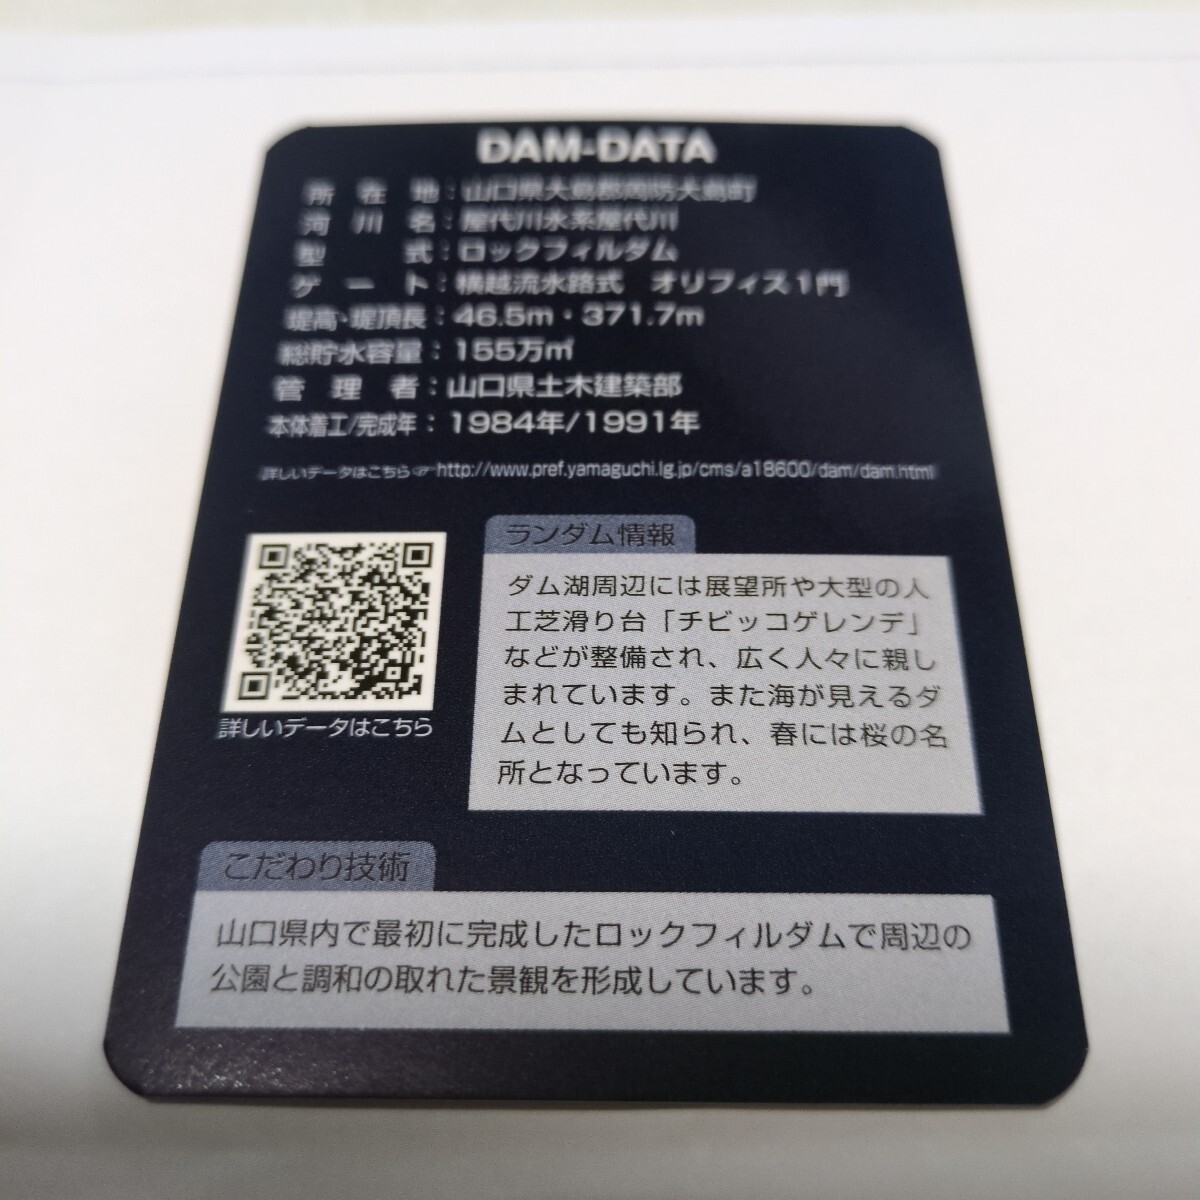 DAM-DATA
所在地：山口県大島郡周防大島町
河川名：屋代川水系屋代川
型式：ロックフィルダム
ゲート：横越流水路式　オリフィス1門
堤高・堤頂長：46.5m・371.7m
総貯水容量：155万㎥
管理者：山口県土木建築部
本体着工/完成年：1984年/1991年
詳しいデータはこちら☞http://www.pref.yamaguchi.lg.jp/cms/a18600/dam/dam.html
詳しいデータはこちら
ランダム情報
ダム湖周辺には展望所や大型の人
工芝滑り台「チビッコゲレンデ」
などが整備され、広く人々に親し
まれています。また海が見えるダ
ムとしても知られ、春には桜の名
所となっています。
こだわり技術
山口県内で最初に完成したロックフィルダムで周辺の
公園と調和の取れた景観を形成しています。